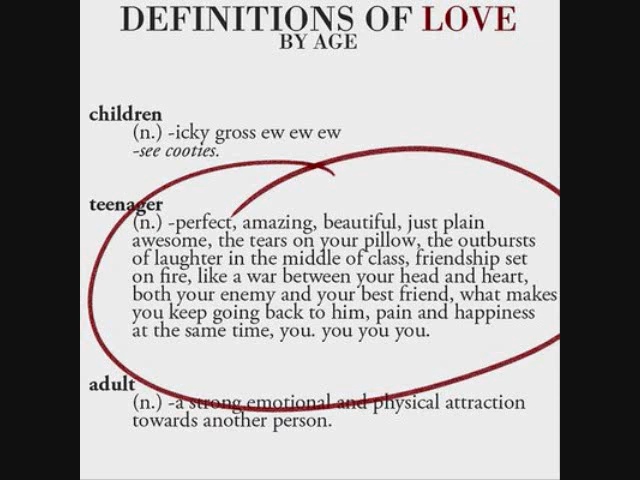 DEFINITIONS OF LOVE
BY AGE
children
(n.) -icky gross ew ew ew
-see cooties.
teenager
(n.) -perfect, amazing, beautiful, just plain
awesome, the tears on your pillow, the outbursts
of laughter in the middle of class, friendship set
on fire, like a war between your head and heart,
both your enemy and your best friend, what makes
you keep going back to him, pain and happiness
at the same time, you. you you you.
adult
(n.) -a strong emotional and physical attraction
towards another person.